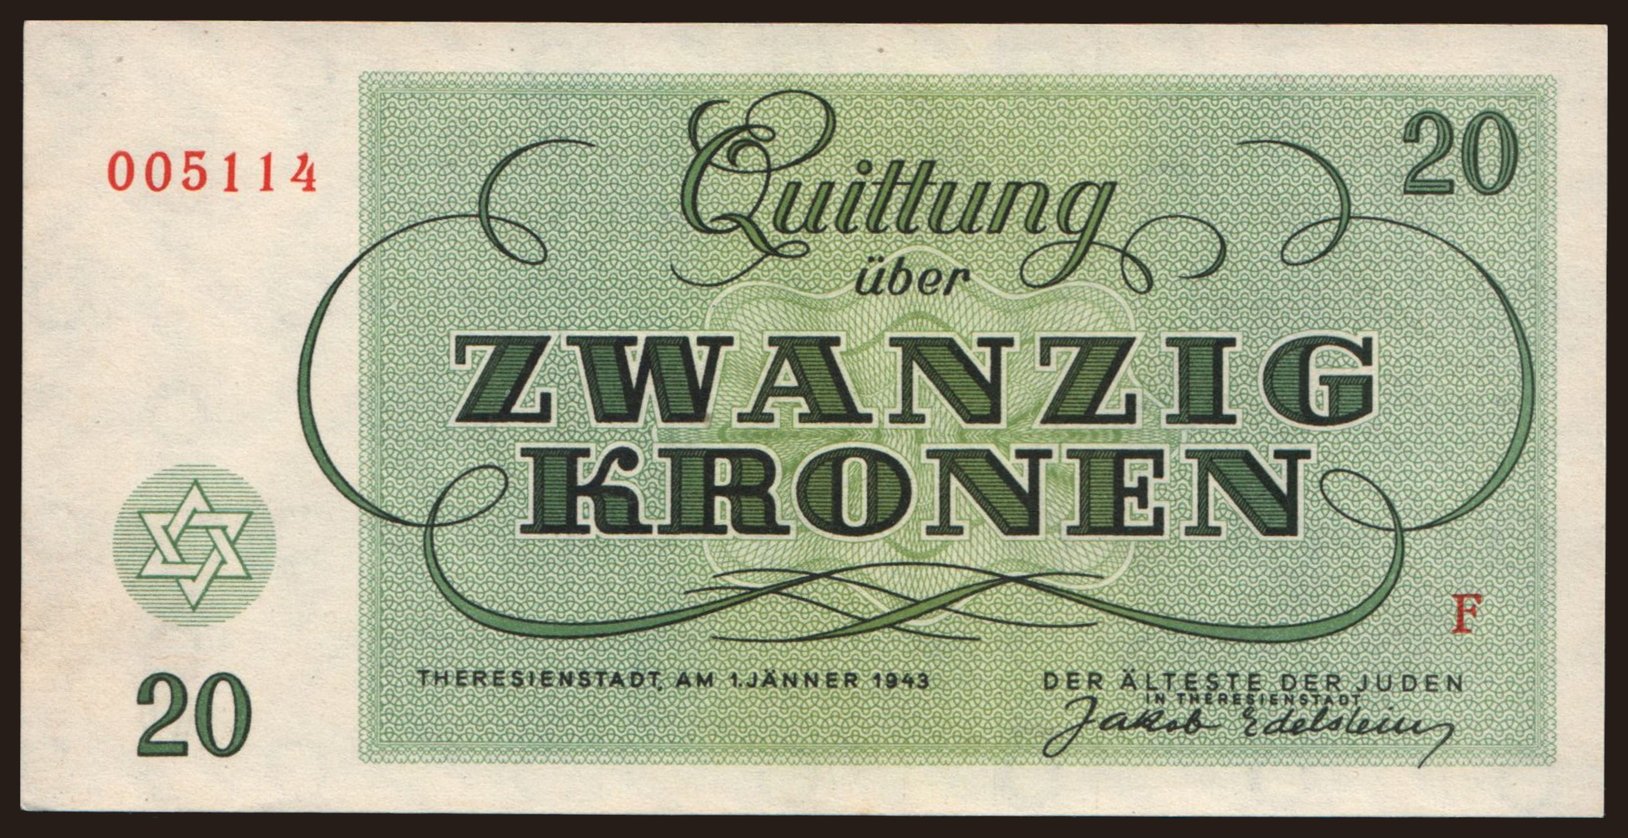 005114
20
Quittung
über
ZWANZIG
KRONEN
F
THERESIENSTADT, AM 1. JÄNNER 1943
DER ÄLTESTE DER JUDEN
IN THERESIENSTADT
Jakob Edelstein
20